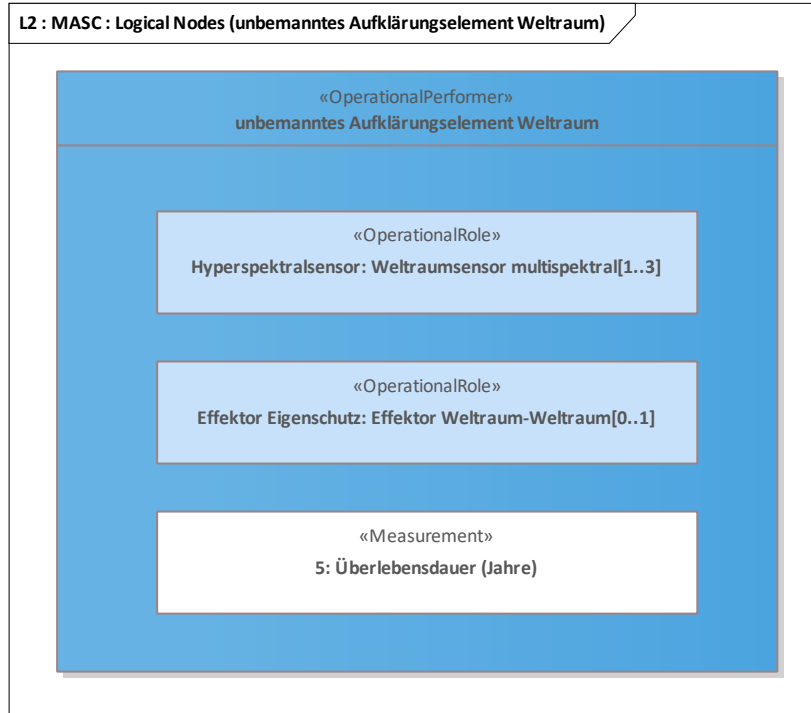 L2 : MASC : Logical Nodes (unbemanntes Aufklärungselement Weltraum)
«OperationalPerformer»
unbemanntes Aufklärungselement Weltraum
«OperationalRole»
Hyperspektralsensor: Weltraumsensor multispektral[1..3]
«OperationalRole»
Effektor Eigenschutz: Effektor Weltraum-Weltraum[0..1]
«Measurement»
5: Überlebensdauer (Jahre)